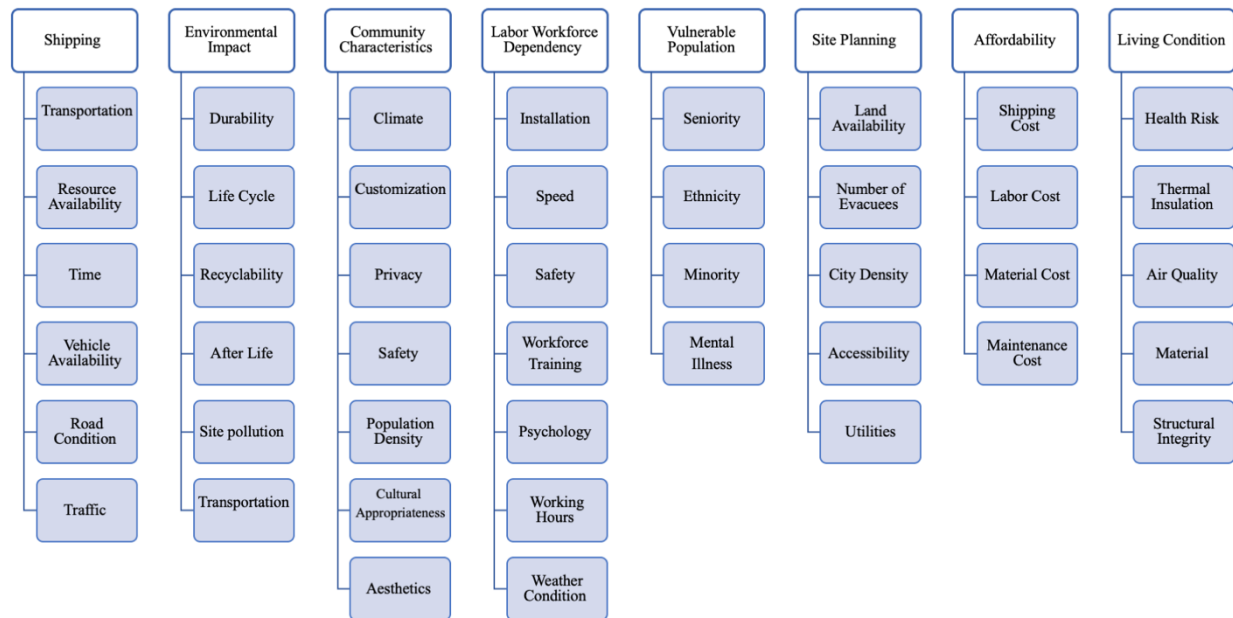 Shipping
Transportation
Resource
Availability
Time
Vehicle
Availability
Road
Condition
Traffic
Environmental
Impact
Durability
Life Cycle
Recyclability
After Life
Site pollution
Transportation
Community
Characteristics
Climate
Customization
Privacy
Safety
Population
Density
Cultural
Appropriateness
Aesthetics
Labor Workforce
Dependency
Installation
Speed
Safety
Workforce
Training
Psychology
Working
Hours
Weather
Condition
Vulnerable
Population
Seniority
Ethnicity
Minority
Mental
Illness
Site Planning
Land
Availability
Number of
Evacuees
City Density
Accessibility
Utilities
Affordability
Shipping
Cost
Labor Cost
Material Cost
Maintenance
Cost
Living Condition
Health Risk
Thermal
Insulation
Air Quality
Material
Structural
Integrity